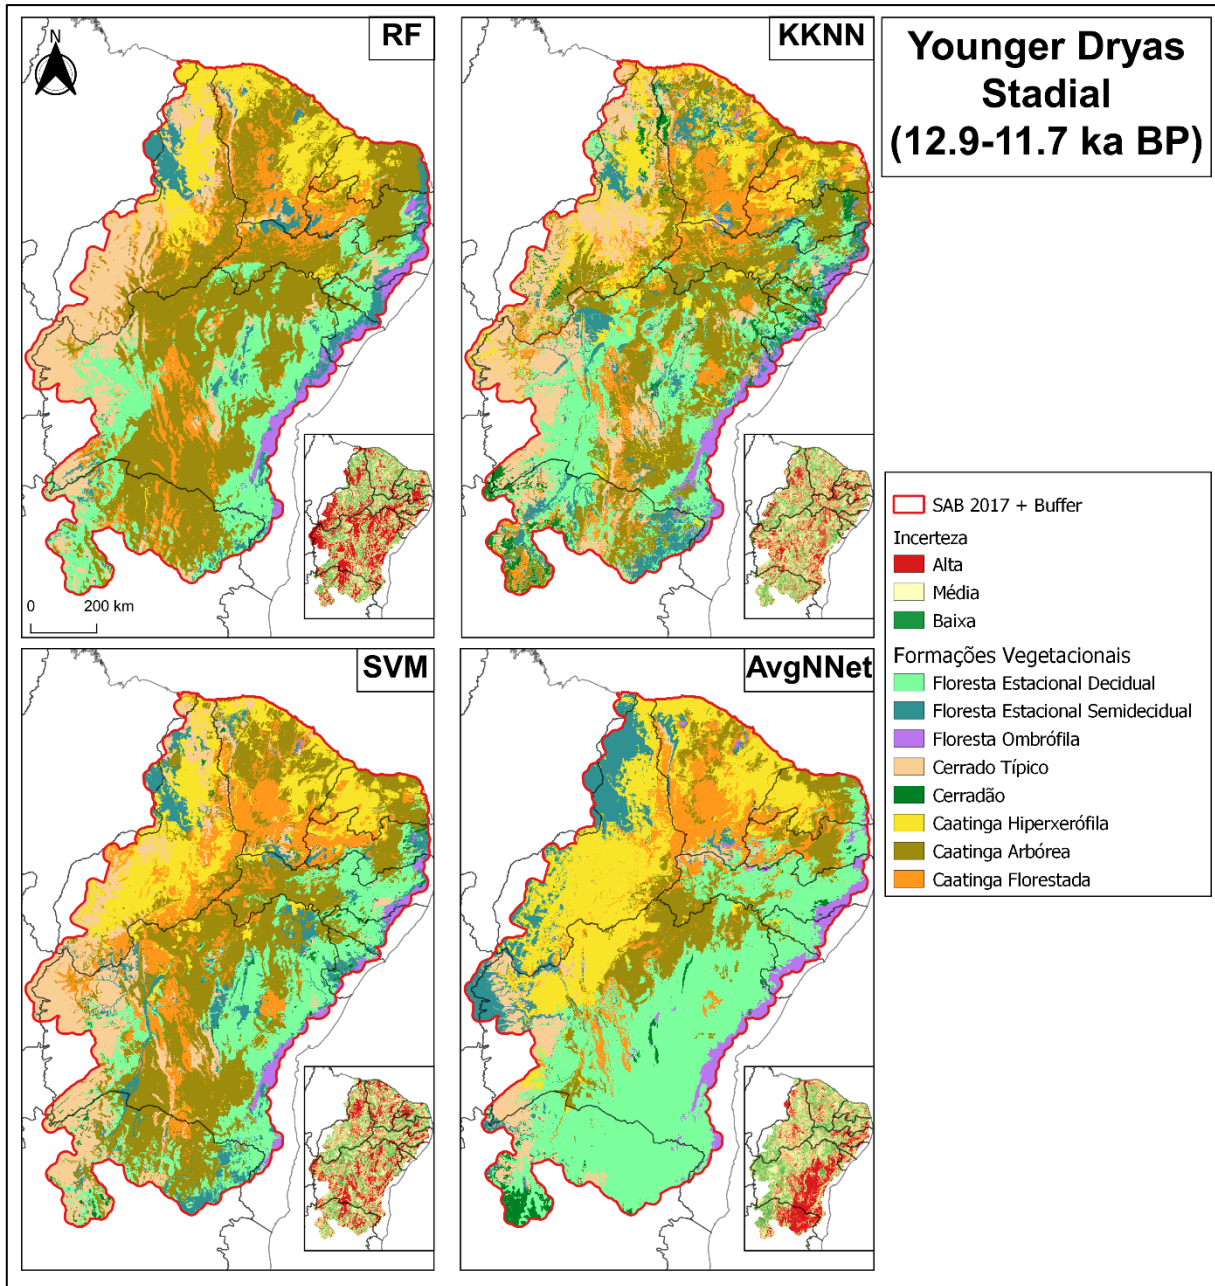 RF
KKNN
Younger Dryas
Stadial
(12.9-11.7 ka BP)
N
0 200 km
SVM
AvgNNet
SAB 2017 + Buffer
Incerteza
Alta
Média
Baixa
Formações Vegetacionais
Floresta Estacional Decidual
Floresta Estacional Semidecidual
Floresta Ombrófila
Cerrado Típico
Cerradão
Caatinga Hiperxerófila
Caatinga Arbórea
Caatinga Florestada